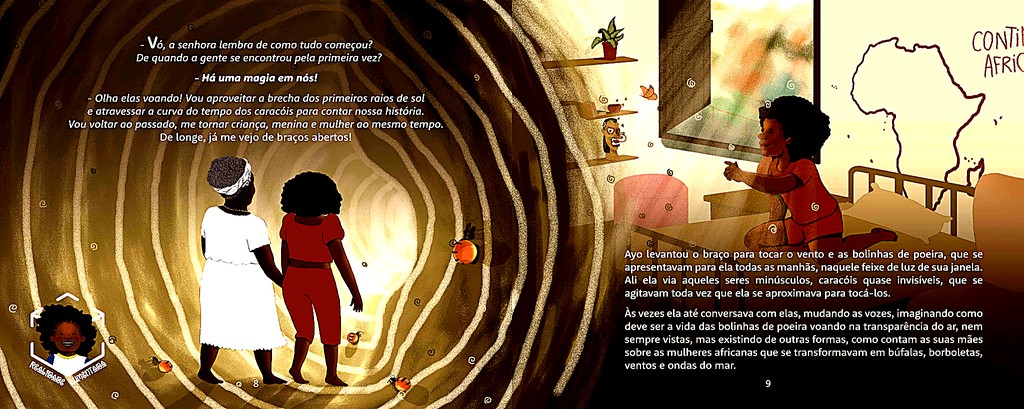 - Vó, a senhora lembra de como tudo começou?
De quando a gente se encontrou pela primeira vez?
- Há uma magia em nós!
- Olha elas voando! Vou aproveitar a brecha dos primeiros raios de sol
e atravessar a curva do tempo dos caracóis para contar nossa história.
Vou voltar ao passado, me tornar criança, menina e mulher ao mesmo tempo.
De longe, já me vejo de braços abertos!
REALIDADE AUMENTADA
8
CONTI
AFRIC
Ayo levantou o braço para tocar o vento e as bolinhas de poeira, que se
apresentavam para ela todas as manhãs, naquele feixe de luz de sua janela.
Ali ela via aqueles seres minúsculos, caracóis quase invisíveis, que se
agitavam toda vez que ela se aproximava para tocá-los.
Às vezes ela até conversava com elas, mudando as vozes, imaginando como
deve ser a vida das bolinhas de poeira voando na transparência do ar, nem
sempre vistas, mas existindo de outras formas, como contam as suas mães
sobre as mulheres africanas que se transformavam em búfalas, borboletas,
ventos e ondas do mar.
9